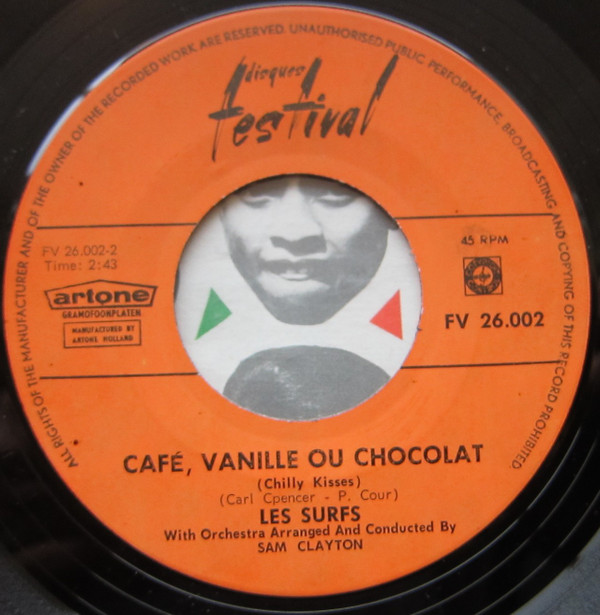 ALL RIGHTS OF THE MANUFACTURER AND OF THE OWNER OF THE RECORDED WORK ARE RESERVED. UNAUTHORISED PUBLIC PERFORMANCE, BROADCASTING AND COPYING OF THIS RECORD PROHIBITED
disques
festival
FV 26.002-2
Time: 2:43
45 RPM
artone
GRAMOFOONPLATEN
MANUFACTURED BY
ARTONE HOLLAND
FV 26.002
CAFÉ, VANILLE OU CHOCOLAT
(Chilly Kisses)
(Carl Cpencer - P. Cour)
LES SURFS
With Orchestra Arranged And Conducted By
SAM CLAYTON